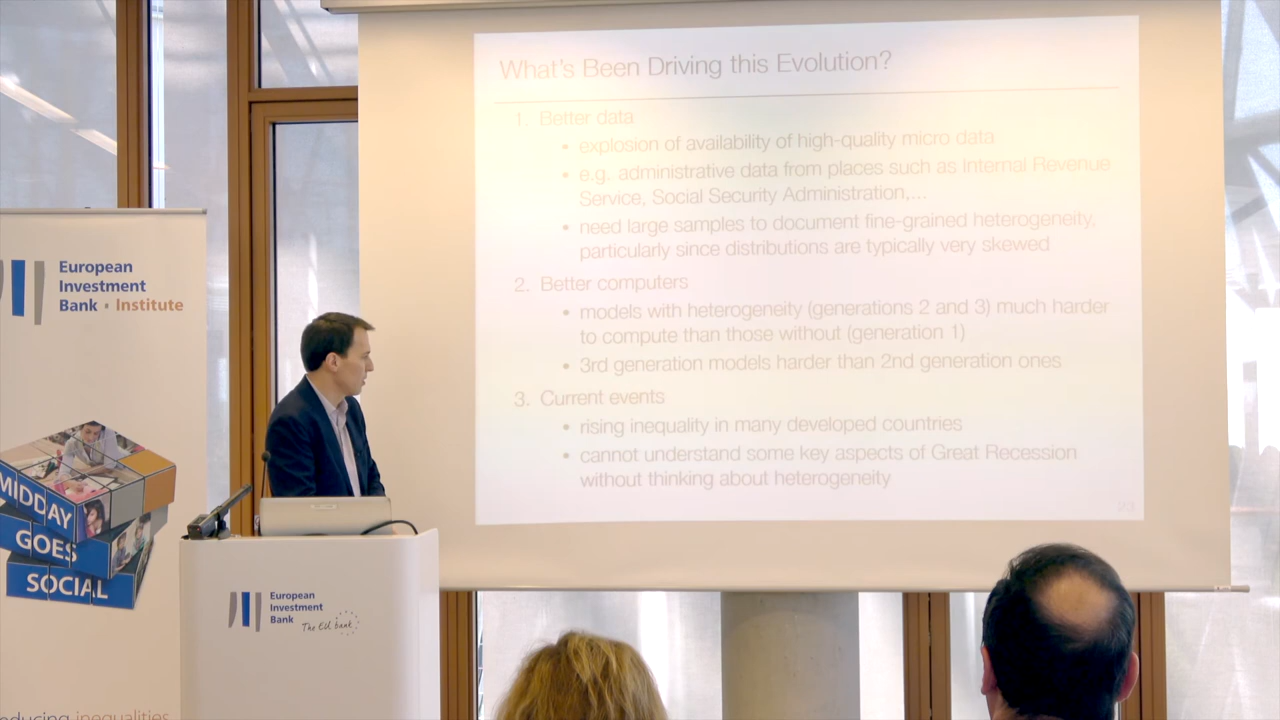 What's Been Driving this Evolution?
1. Better data
• explosion of availability of high-quality micro data
• e.g. administrative data from places such as Internal Revenue
Service, Social Security Administration,...
• need large samples to document fine-grained heterogeneity,
particularly since distributions are typically very skewed
2. Better computers
• models with heterogeneity (generations 2 and 3) much harder
to compute than those without (generation 1)
• 3rd generation models harder than 2nd generation ones
3. Current events
• rising inequality in many developed countries
• cannot understand some key aspects of Great Recession
without thinking about heterogeneity
23
European
Investment
Bank • Institute
MIDDAY
GOES
SOCIAL
European
Investment
Bank
The EU bank
inequalities